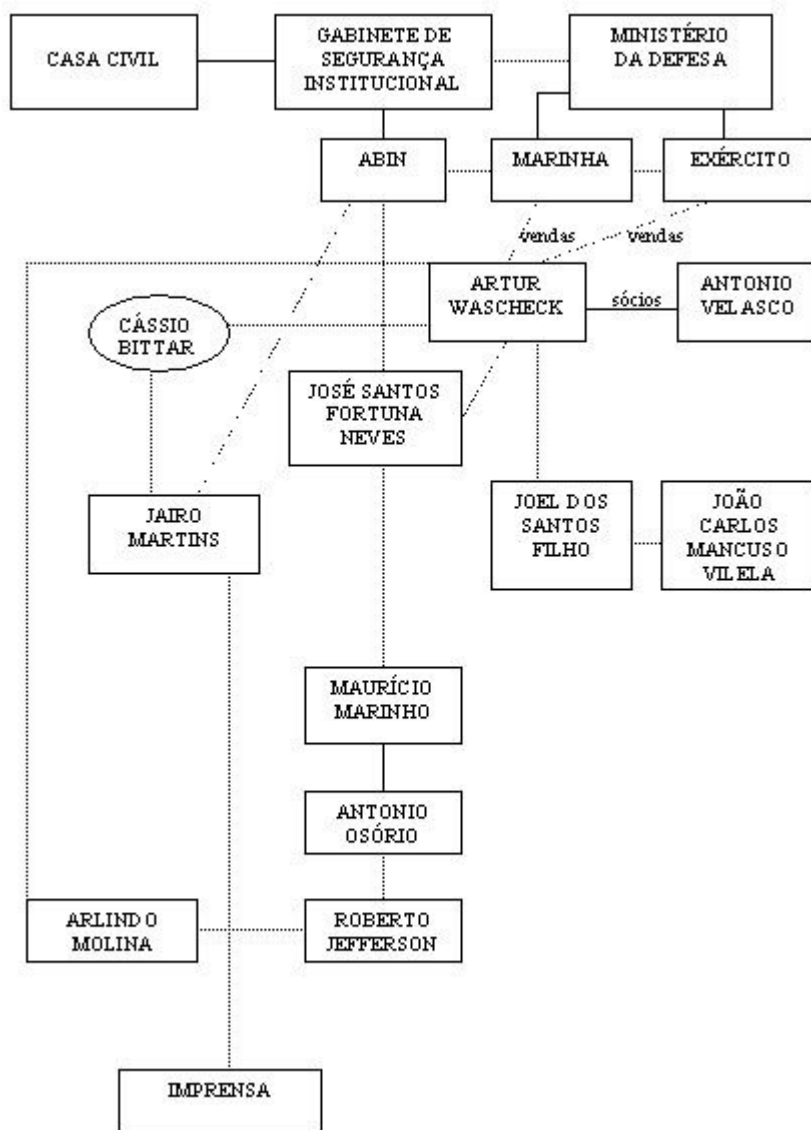 CASA CIVIL
GABINETE DE
SEGURANÇA
INSTITUCIONAL
MINISTÉRIO
DA DEFESA
ABIN
MARINHA
EXÉRCITO
vendas
vendas
ARTUR
WASCHECK
sócios
ANTONIO
VELASCO
CÁSSIO
BITTAR
JOSÉ SANTOS
FORTUNA
NEVES
JAIRO
MARTINS
JOEL DOS
SANTOS
FILHO
JOÃO
CARLOS
MANCUSO
VILELA
MAURÍCIO
MARINHO
ANTONIO
OSÓRIO
ARLINDO
MOLINA
ROBERTO
JEFFERSON
IMPRENSA